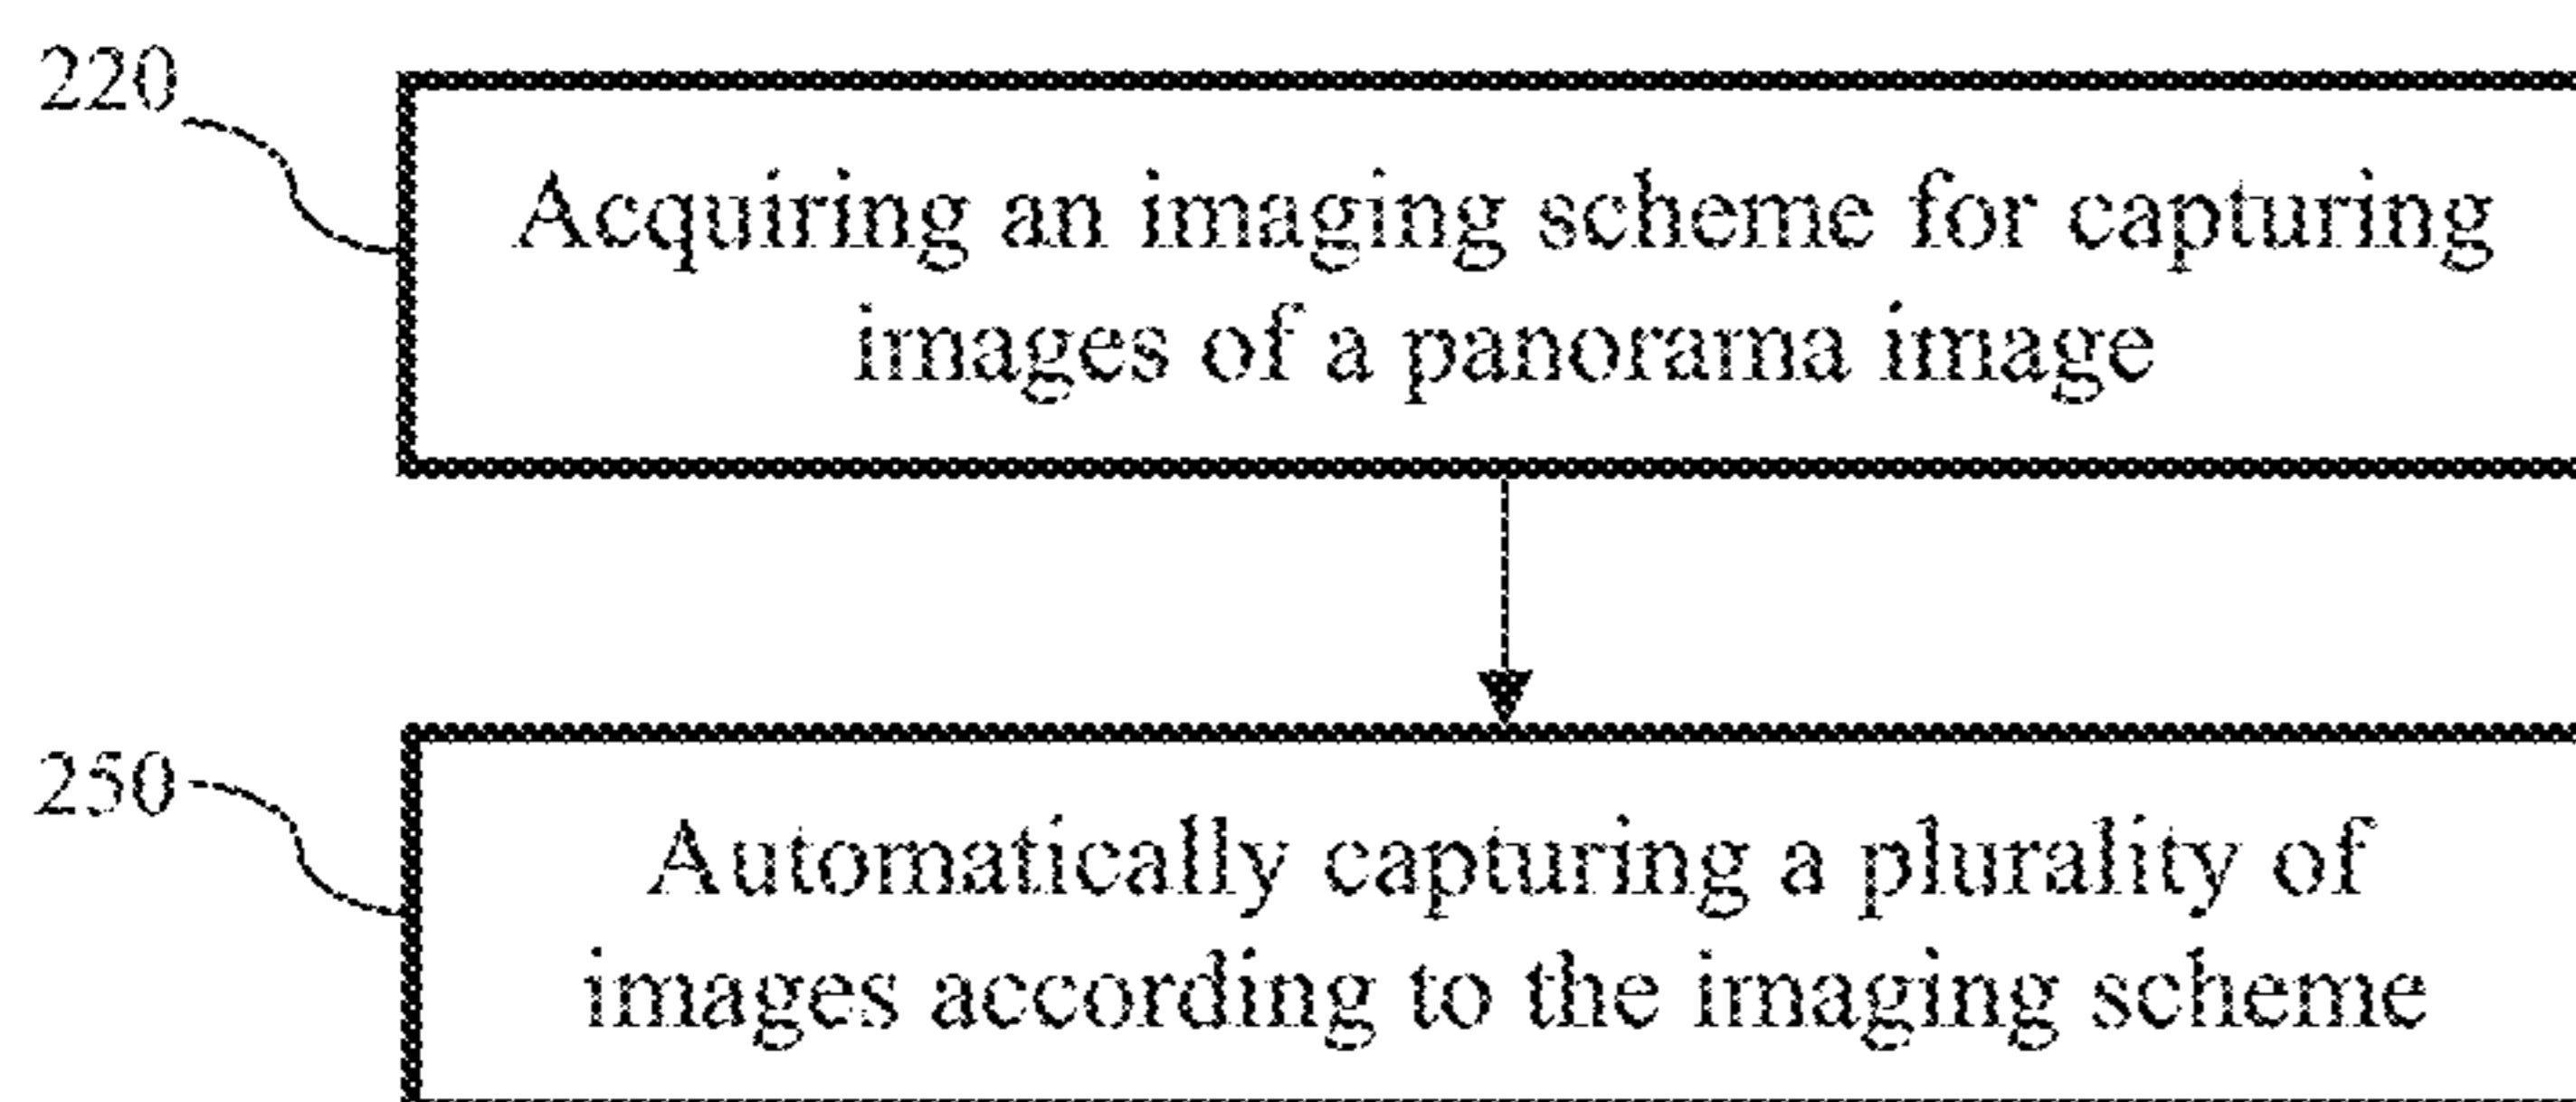 220
Acquiring an imaging scheme for capturing
images of a panorama image
250
Automatically capturing a plurality of
images according to the imaging scheme